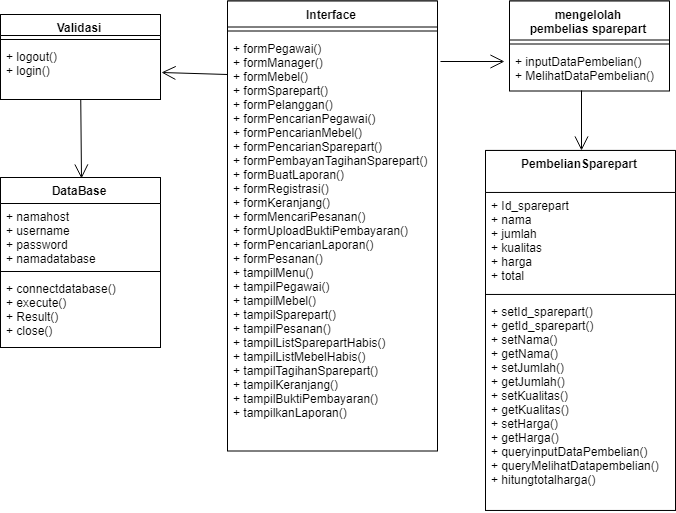 Validasi
+ logout()
+ login()
DataBase
+ namahost
+ username
+ password
+ namadatabase
+ connectdatabase()
+ execute()
+ Result()
+ close()
Interface
+ formPegawai()
+ formManager()
+ formMebel()
+ formSparepart()
+ formPelanggan()
+ formPencarianPegawai()
+ formPencarianMebel()
+ formPencarianSparepart()
+ formPembayanTagihanSparepart()
+ formBuatLaporan()
+ formRegistrasi()
+ formKeranjang()
+ formMencariPesanan()
+ formUploadBuktiPembayaran()
+ formPencarianLaporan()
+ formPesanan()
+ tampilMenu()
+ tampilPegawai()
+ tampilMebel()
+ tampilSparepart()
+ tampilPesanan()
+ tampilListSparepartHabis()
+ tampilListMebelHabis()
+ tampilTagihanSparepart()
+ tampilKeranjang()
+ tampilBuktiPembayaran()
+ tampilkanLaporan()
mengelolah
pembelias sparepart
+ inputDataPembelian()
+ MelihatDataPembelian()
PembelianSparepart
+ Id_sparepart
+ nama
+ jumlah
+ kualitas
+ harga
+ total
+ setId_sparepart()
+ getId_sparepart()
+ setNama()
+ getNama()
+ setJumlah()
+ getJumlah()
+ setKualitas()
+ getKualitas()
+ setHarga()
+ getHarga()
+ queryinputDataPembelian()
+ queryMelihatDatapembelian()
+ hitungtotalharga()